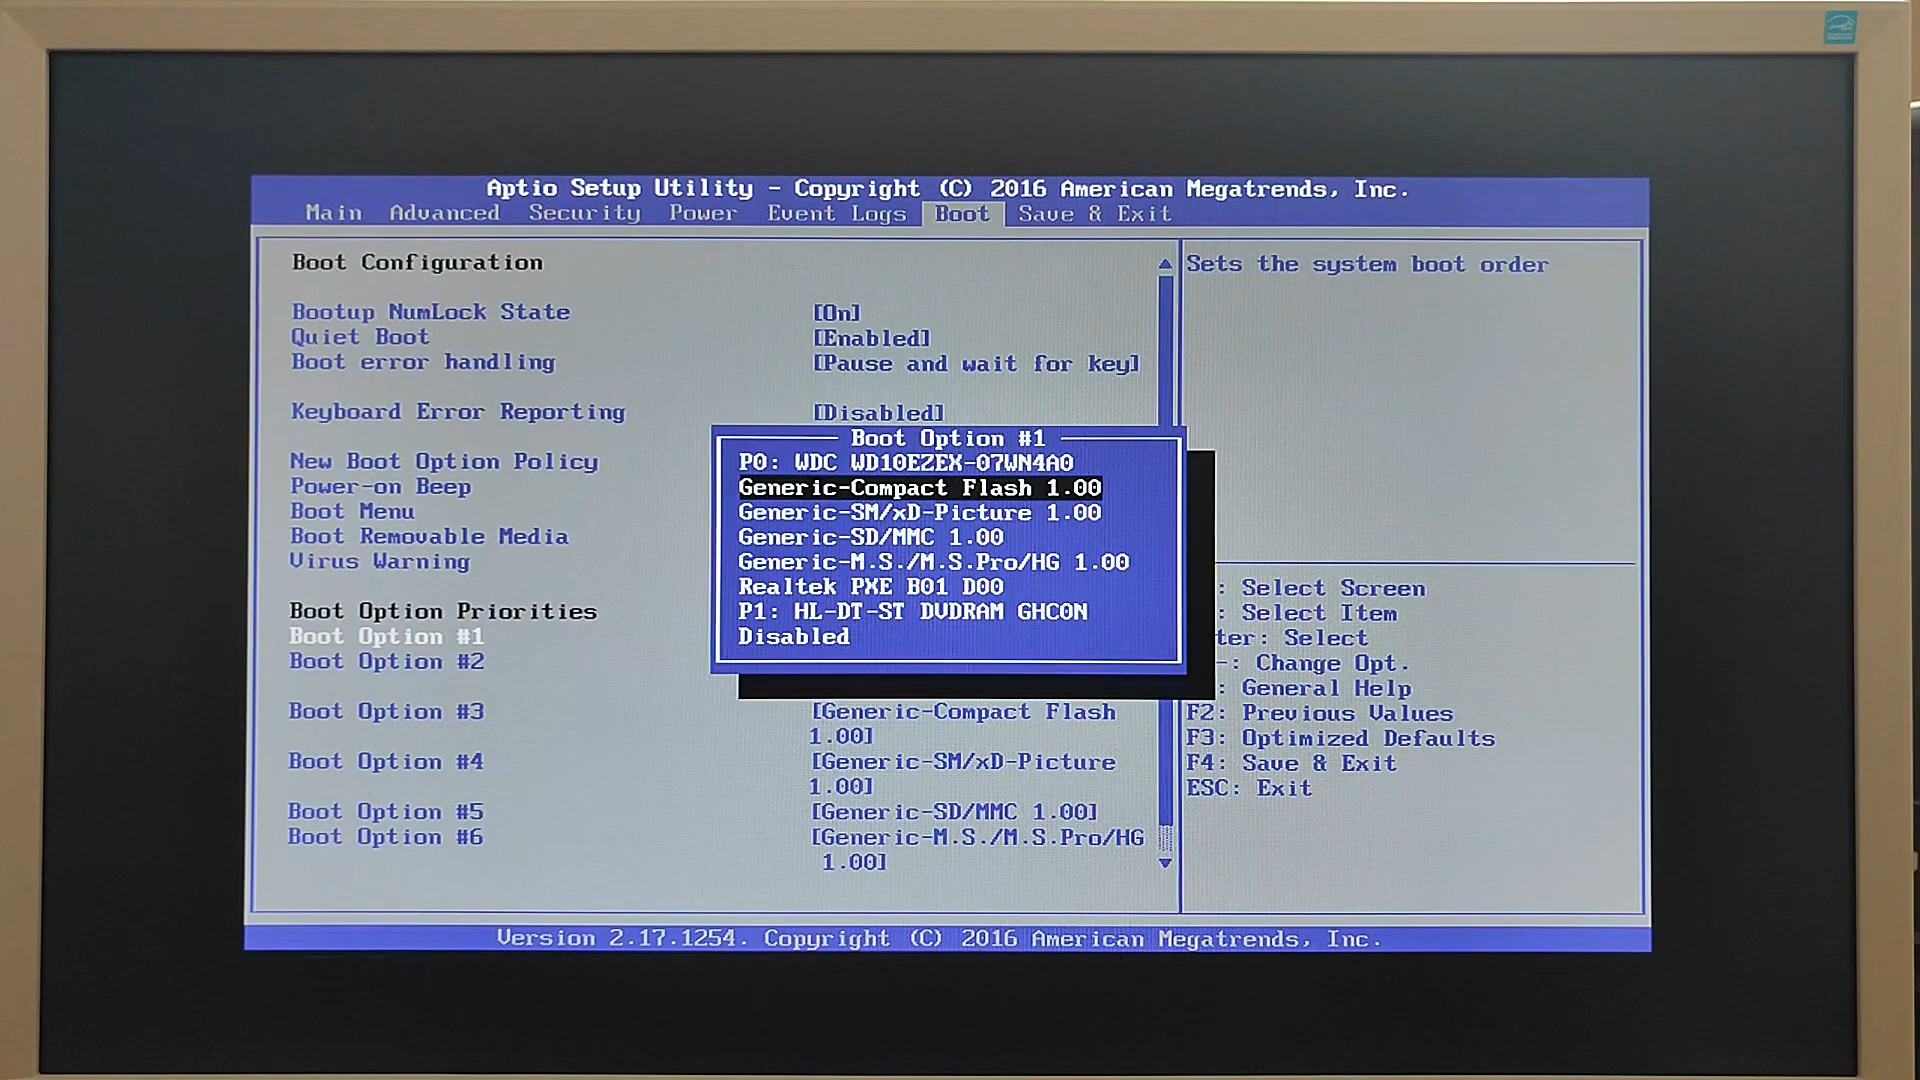 Aptio Setup Utility - Copyright (C) 2016 American Megatrends, Inc.
Main Advanced Security Power Event Logs Boot Save & Exit
Boot Configuration
Bootup NumLock State [On]
Quiet Boot [Enabled]
Boot error handling [Pause and wait for key]
Keyboard Error Reporting [Disabled]
New Boot Option Policy
Power-on Beep
Boot Menu
Boot Removable Media
Virus Warning
Boot Option Priorities
Boot Option #1
Boot Option #2
Boot Option #3 [Generic-Compact Flash
1.00]
Boot Option #4 [Generic-SM/xD-Picture
1.00]
Boot Option #5 [Generic-SD/MMC 1.00]
Boot Option #6 [Generic-M.S./M.S.Pro/HG
1.00]
Boot Option #1
P0: WDC WD10EZEX-07WN4A0
Generic-Compact Flash 1.00
Generic-SM/xD-Picture 1.00
Generic-SD/MMC 1.00
Generic-M.S./M.S.Pro/HG 1.00
Realtek PXE B01 D00
P1: HL-DT-ST DVDRAM GHC0N
Disabled
Sets the system boot order
: Select Screen
: Select Item
ter: Select
-: Change Opt.
: General Help
F2: Previous Values
F3: Optimized Defaults
F4: Save & Exit
ESC: Exit
Version 2.17.1254. Copyright (C) 2016 American Megatrends, Inc.